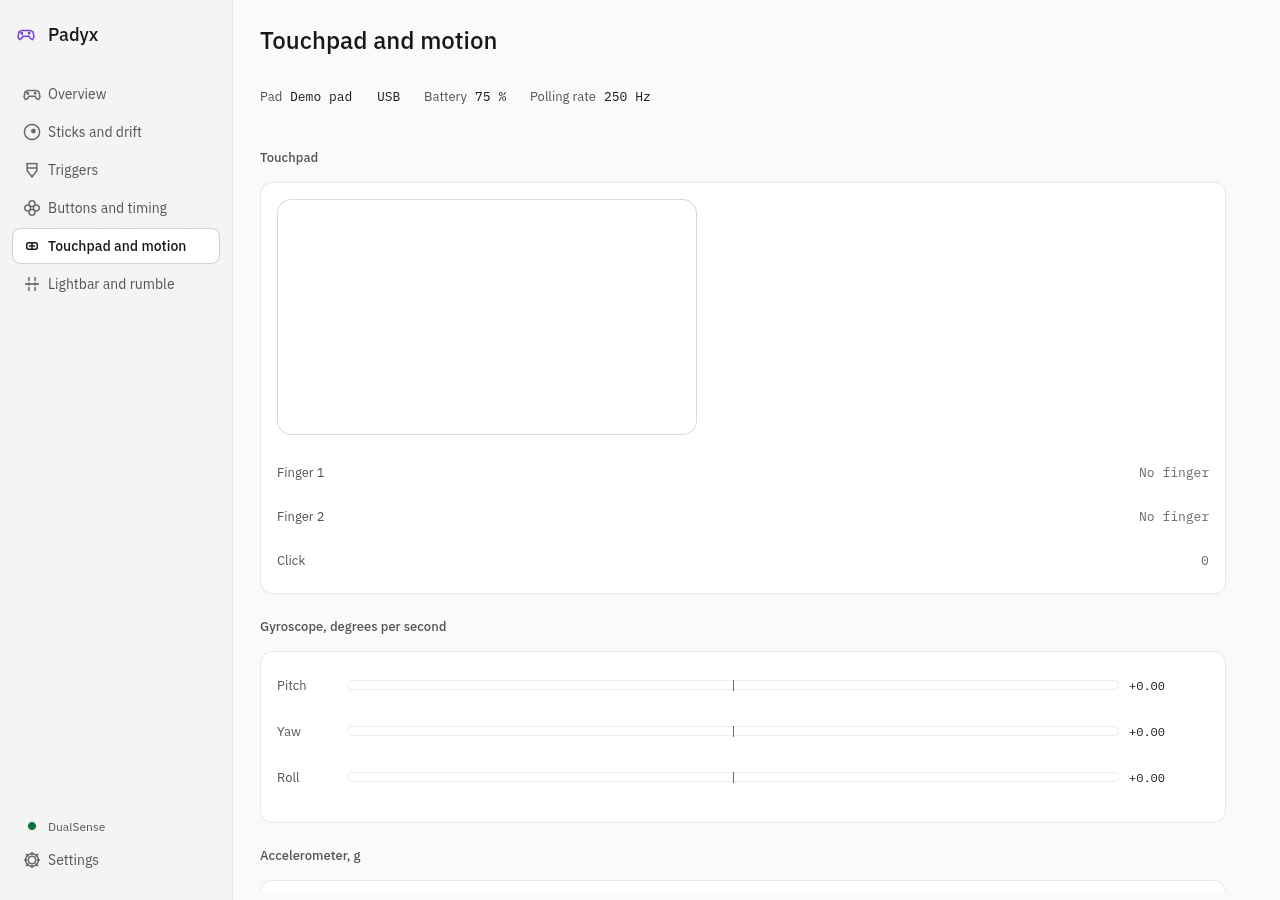 Padyx
Overview
Sticks and drift
Triggers
Buttons and timing
Touchpad and motion
Lightbar and rumble
DualSense
Settings
Touchpad and motion
Pad Demo pad USB Battery 75 % Polling rate 250 Hz
Touchpad
Finger 1 No finger
Finger 2 No finger
Click 0
Gyroscope, degrees per second
Pitch +0.00
Yaw +0.00
Roll +0.00
Accelerometer, g